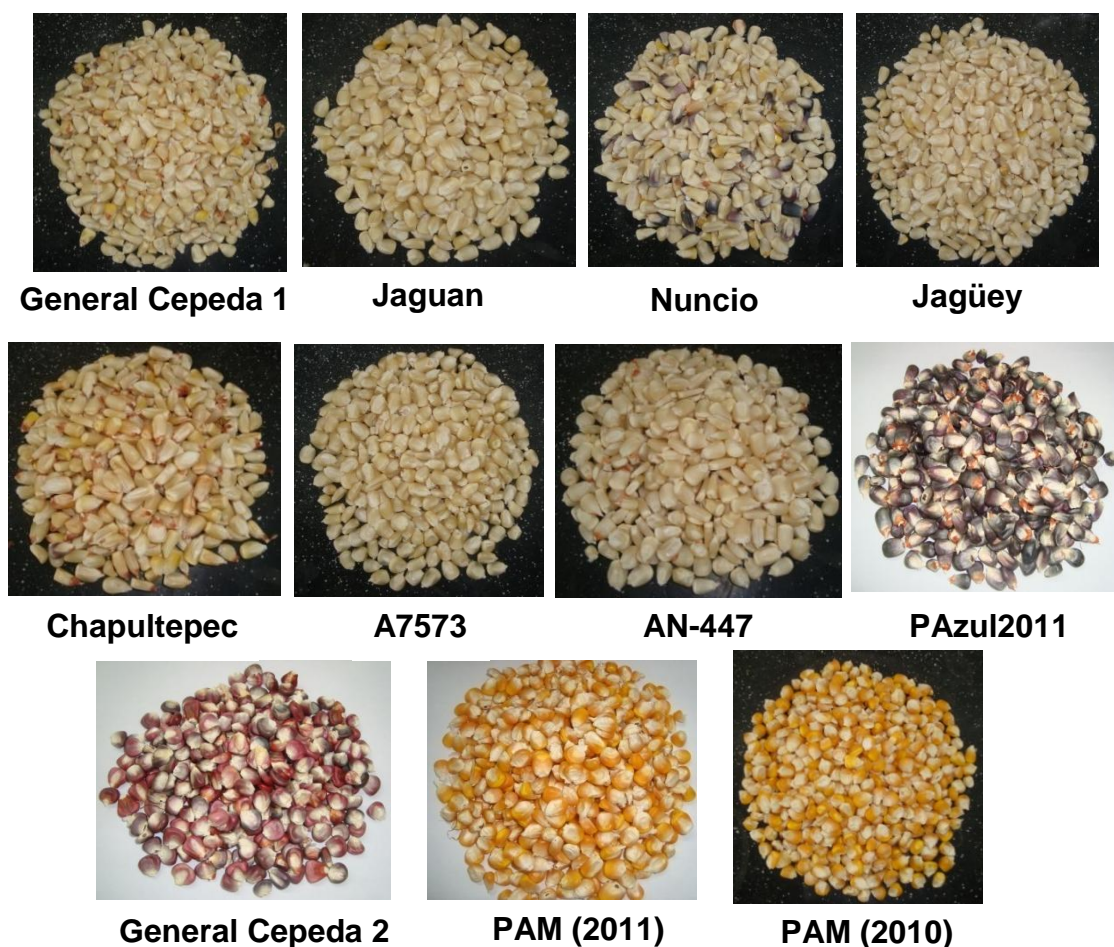 General Cepeda 1
Jaguan
Nuncio
Jagüey
Chapultepec
A7573
AN-447
PAzul2011
General Cepeda 2
PAM (2011)
PAM (2010)